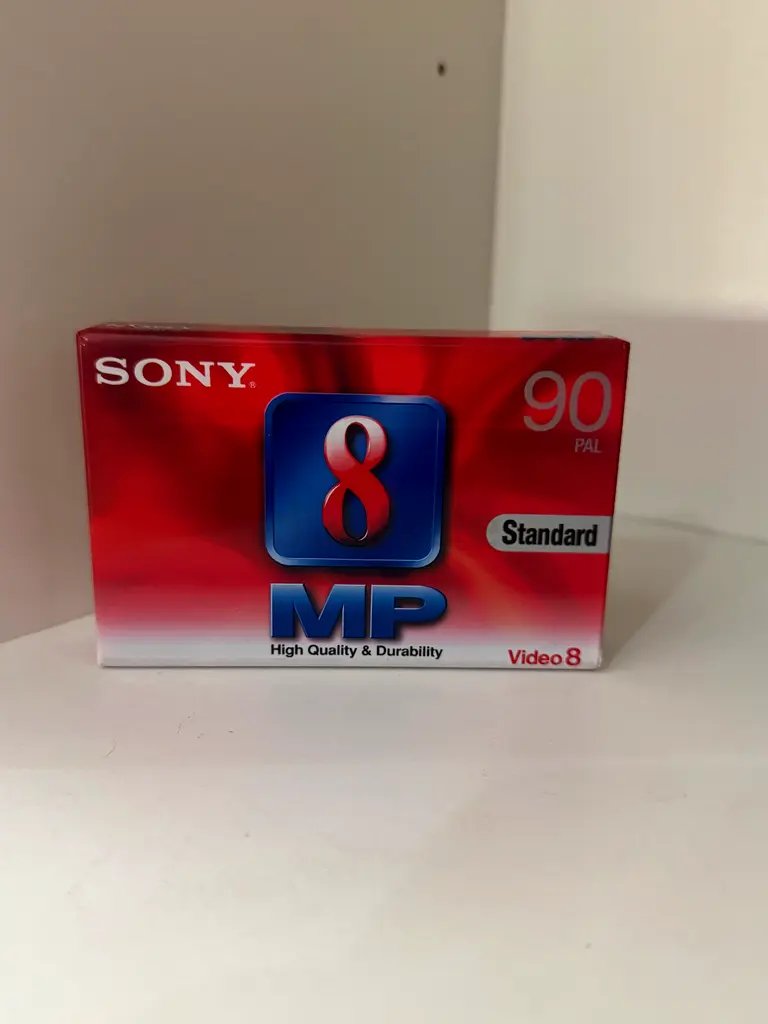 SONY®
90
PAL
8
Standard
MP
High Quality & Durability
Video 8